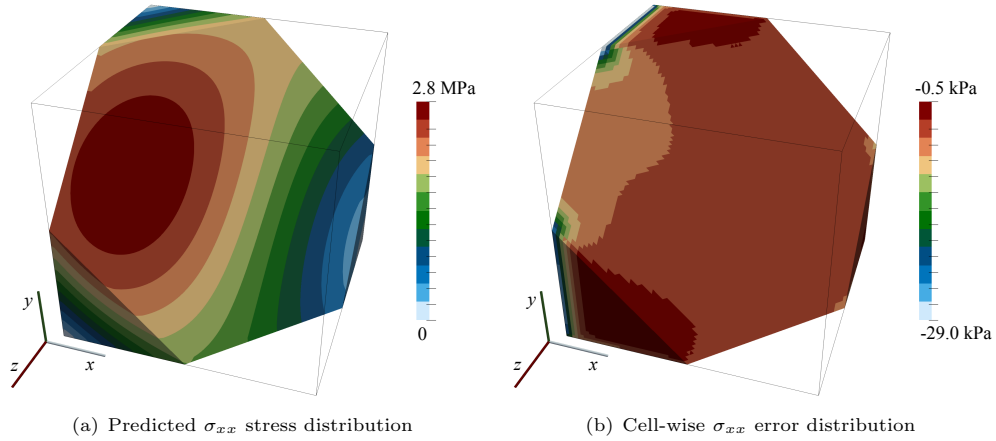 2.8 MPa
0
y
z
x
-0.5 kPa
-29.0 kPa
y
z
x
(a) Predicted σxx stress distribution
(b) Cell-wise σxx error distribution